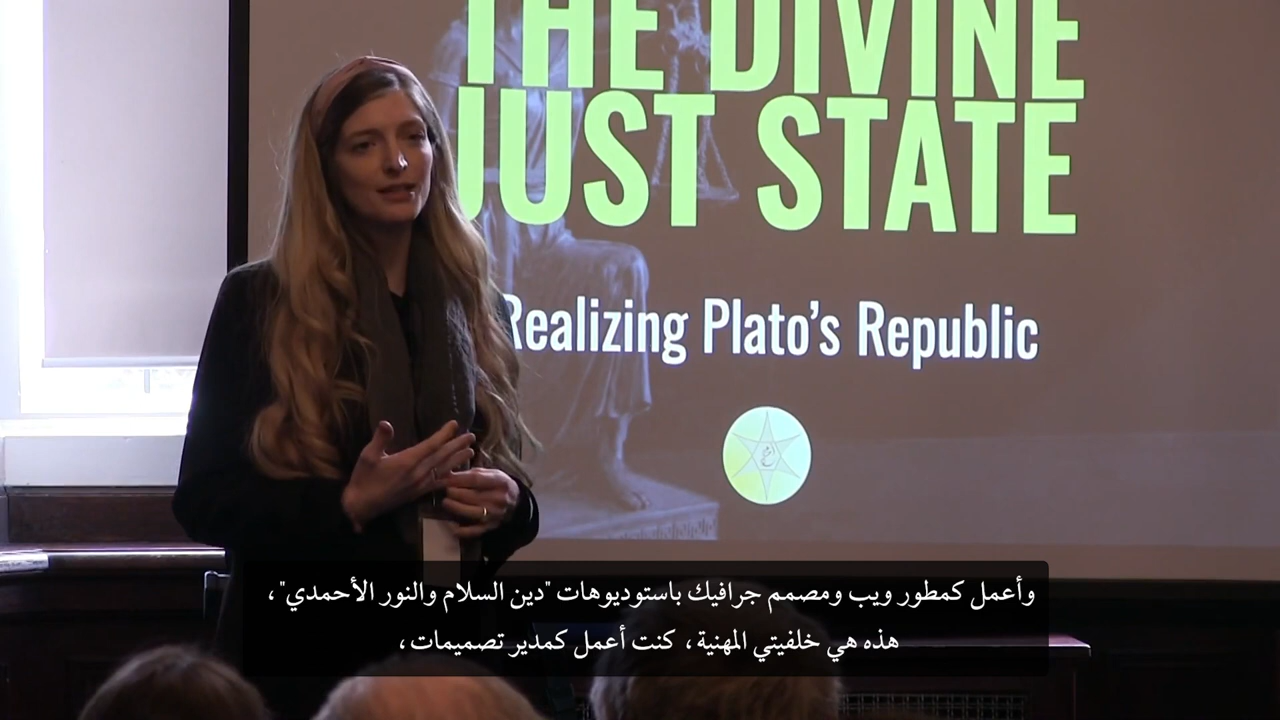 THE DIVINE
JUST STATE
Realizing Plato's Republic
وأعمل كمطور ويب ومصمم جرافيك باستوديوهات "دين السلام والنور الأحمدي"،
هذه هي خلفيتي المهنية، كنت أعمل كمدير تصميمات،